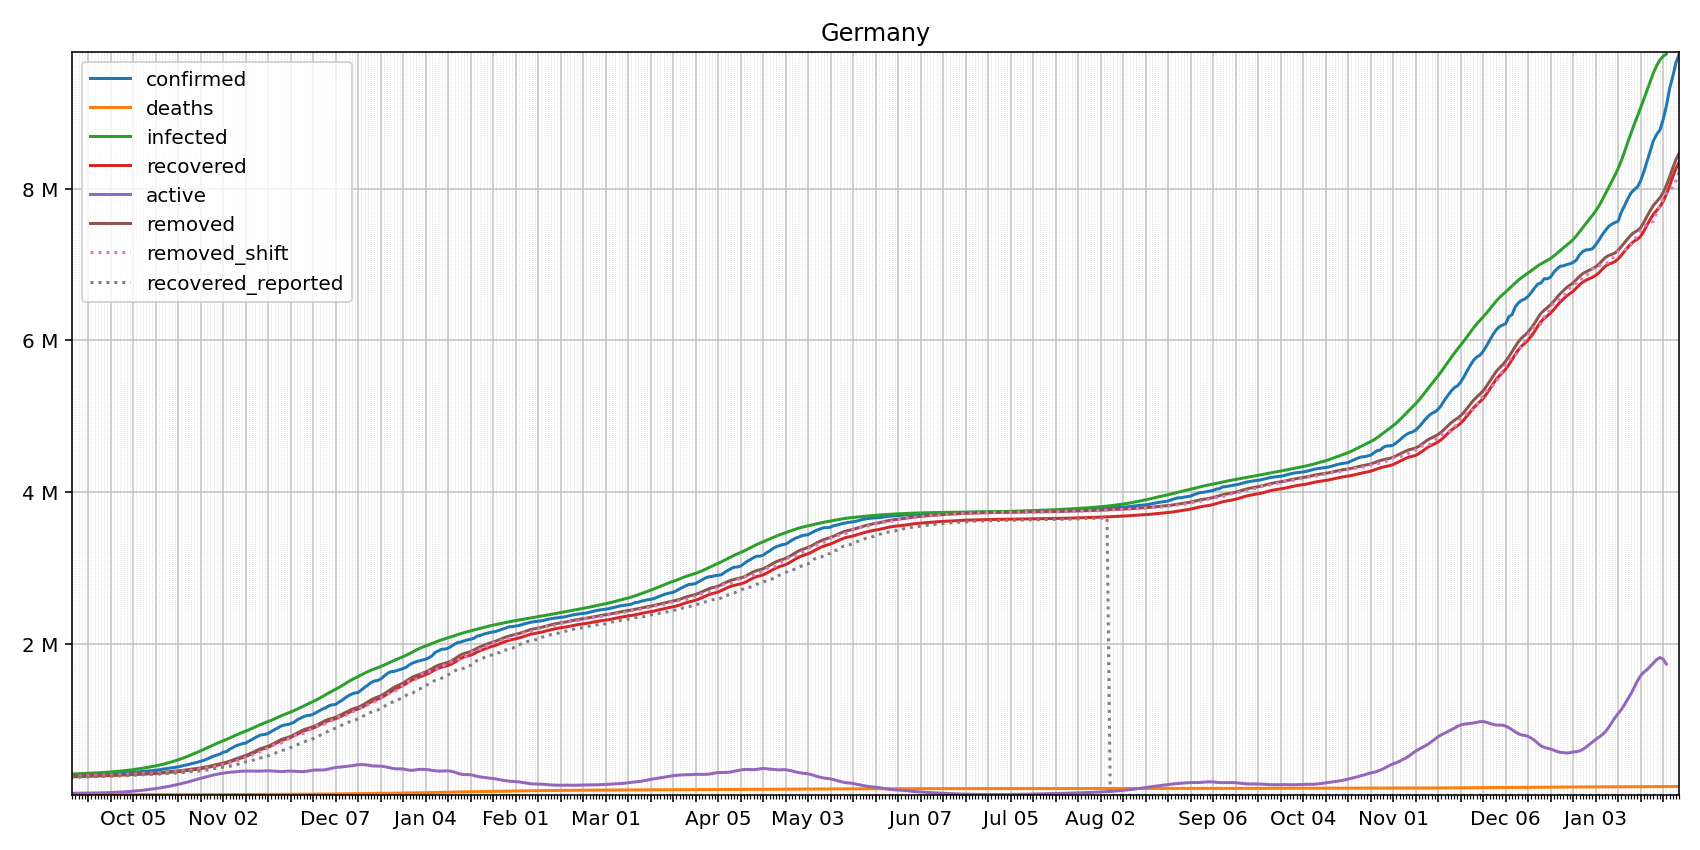 Germany
confirmed
deaths
infected
recovered
active
removed
removed_shift
recovered_reported
8 M
6 M
4 M
2 M
Oct 05 Nov 02 Dec 07 Jan 04 Feb 01 Mar 01 Apr 05 May 03 Jun 07 Jul 05 Aug 02 Sep 06 Oct 04 Nov 01 Dec 06 Jan 03